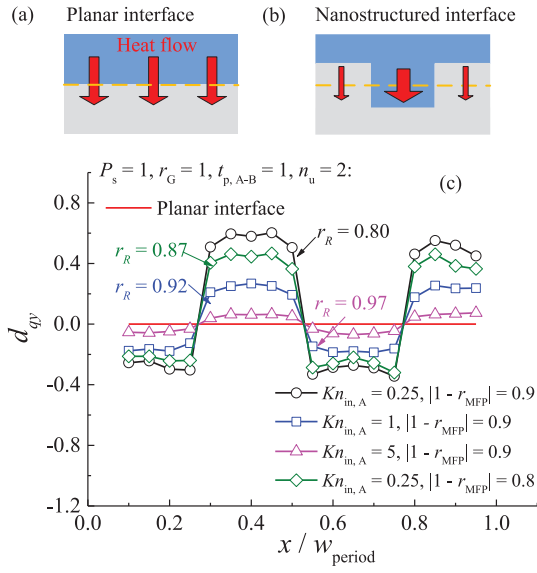 (a) Planar interface
(b) Nanostructured interface
Heat flow
P_s = 1, r_G = 1, t_p, A-B = 1, n_u = 2:
(c)
Planar interface
r_R = 0.80
r_R = 0.87
r_R = 0.92
r_R = 0.97
Kn_in, A = 0.25, |1 - r_MFP| = 0.9
Kn_in, A = 1, |1 - r_MFP| = 0.9
Kn_in, A = 5, |1 - r_MFP| = 0.9
Kn_in, A = 0.25, |1 - r_MFP| = 0.8
d_qy
0.8
0.4
0.0
-0.4
-0.8
-1.2
0.0 0.2 0.4 0.6 0.8 1.0
x / w_period